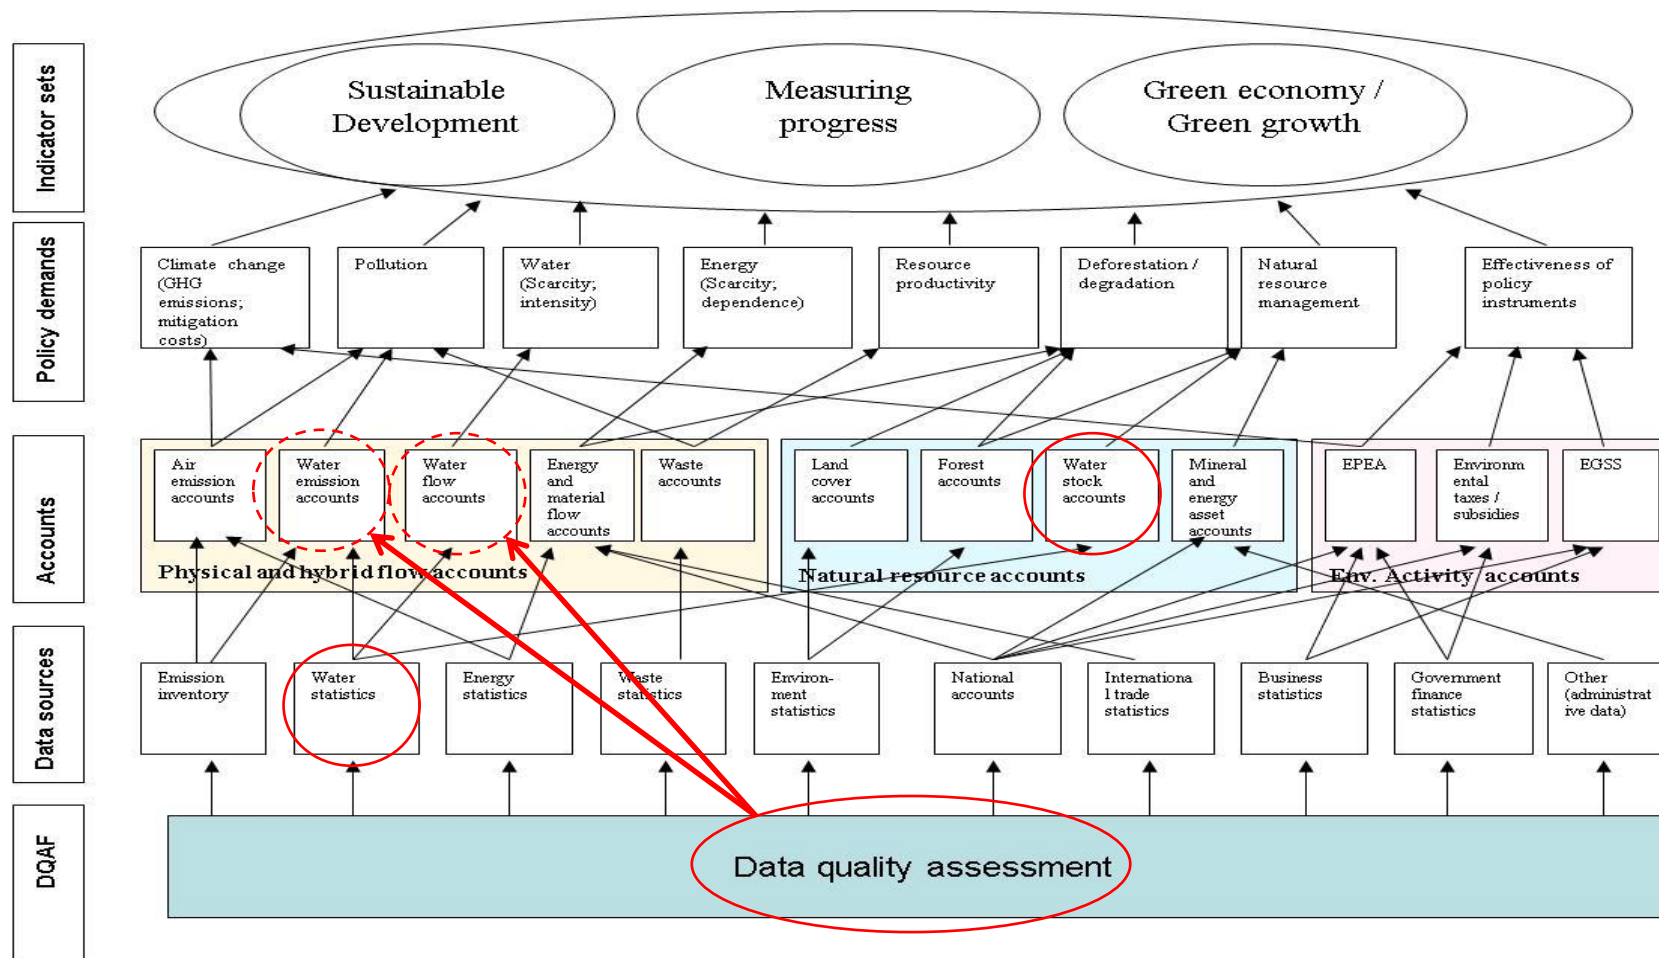 Indicator sets
Sustainable
Development
Measuring
progress
Green economy /
Green growth
Policy demands
Climate change
(GHG
emissions;
mitigation
costs)
Pollution
Water
(Scarcity;
intensity)
Energy
(Scarcity;
dependence)
Resource
productivity
Deforestation /
degradation
Natural
resource
management
Effectiveness of
policy
instruments
Accounts
Air
emission
accounts
Water
emission
accounts
Water
flow
accounts
Energy
and
material
flow
accounts
Waste
accounts
Physical and hybrid flow accounts
Land
cover
accounts
Forest
accounts
Water
stock
accounts
Mineral
and
energy
asset
accounts
Natural resource accounts
EPEA
Environm
ental
taxes /
subsidies
EGSS
Env. Activity accounts
Data sources
Emission
inventory
Water
statistics
Energy
statistics
Waste
statistics
Environ-
ment
statistics
National
accounts
Internationa
l trade
statistics
Business
statistics
Government
finance
statistics
Other
(administrat
ive data)
DQAF
Data quality assessment